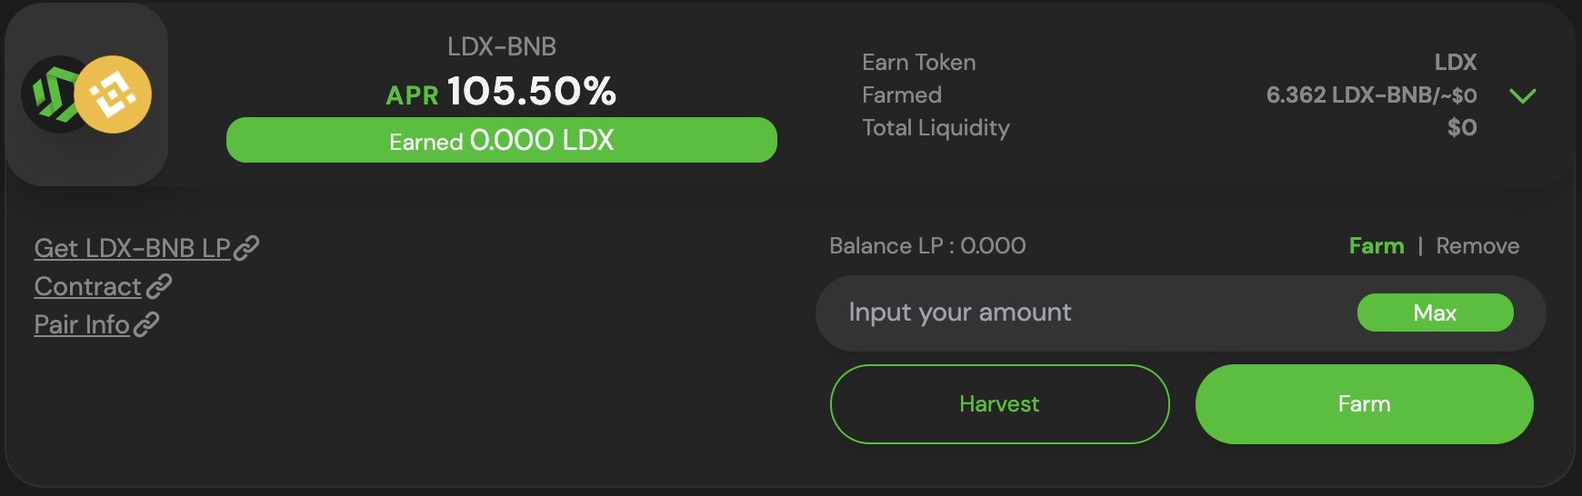 LDX-BNB
APR 105.50%
Earned 0.000 LDX
Earn Token LDX
Farmed 6.362 LDX-BNB/~$0
Total Liquidity $0
Get LDX-BNB LP
Contract
Pair Info
Balance LP : 0.000 Farm | Remove
Input your amount Max
Harvest Farm